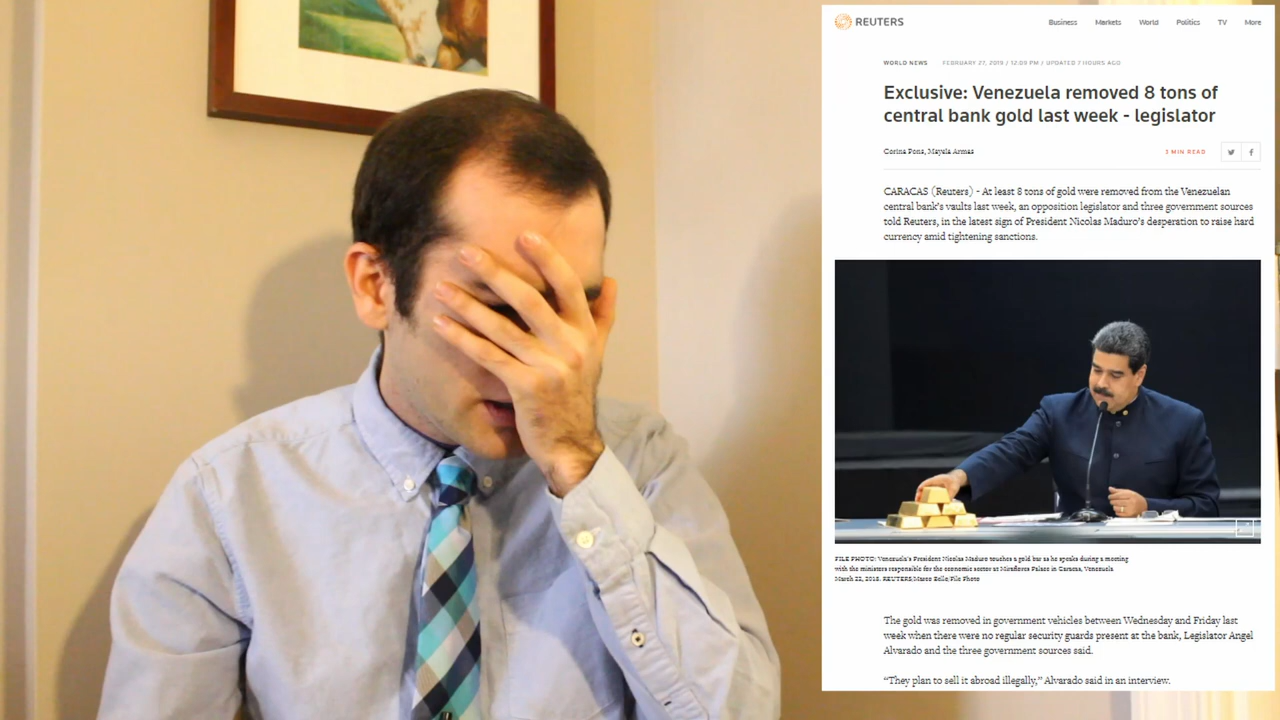 REUTERS
Business Markets World Politics TV More
WORLD NEWS FEBRUARY 27, 2019 / 12:09 PM / UPDATED 7 HOURS AGO
Exclusive: Venezuela removed 8 tons of
central bank gold last week - legislator
Corina Pons, Mayela Armas
3 MIN READ
CARACAS (Reuters) - At least 8 tons of gold were removed from the Venezuelan
central bank's vaults last week, an opposition legislator and three government sources
told Reuters, in the latest sign of President Nicolas Maduro's desperation to raise hard
currency amid tightening sanctions.
FILE PHOTO: Venezuela's President Nicolas Maduro touches a gold bar as he speaks during a meeting
with the ministers responsible for the economic sector at Miraflores Palace in Caracas, Venezuela
March 22, 2018. REUTERS/Marco Bello/File Photo
The gold was removed in government vehicles between Wednesday and Friday last
week when there were no regular security guards present at the bank, Legislator Angel
Alvarado and the three government sources said.
“They plan to sell it abroad illegally,” Alvarado said in an interview.